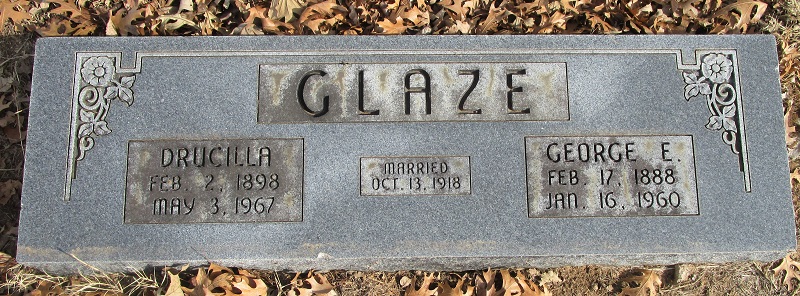 GLAZE
DRUCILLA
FEB. 2, 1898
MAY 3, 1967
MARRIED
OCT. 13, 1918
GEORGE E.
FEB. 17, 1888
JAN. 16, 1960